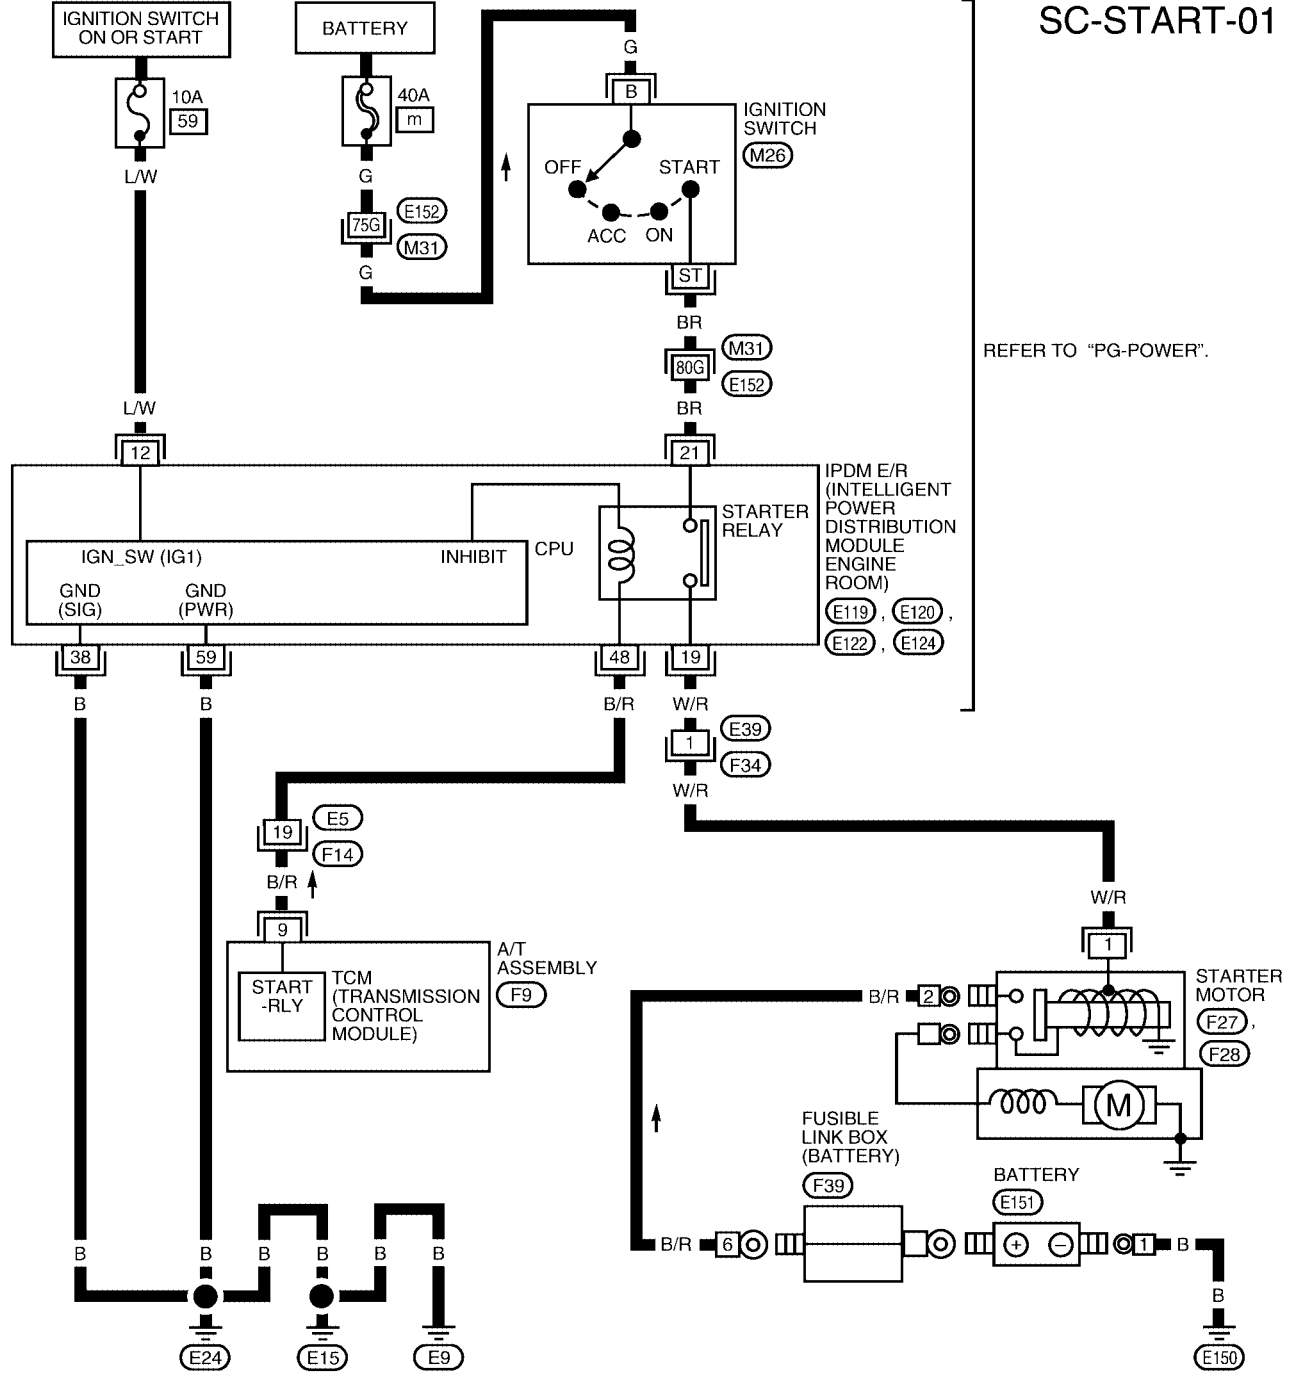 SC-START-01
IGNITION SWITCH
ON OR START
BATTERY
10A
59
40A
m
L/W
G
75G
E152
M31
G
G
B
IGNITION
SWITCH
M26
OFF
START
ACC
ON
ST
BR
M31
80G
E152
BR
REFER TO "PG-POWER".
L/W
12
21
IPDM E/R
(INTELLIGENT
POWER
DISTRIBUTION
MODULE
ENGINE
ROOM)
E119 , E120 ,
E122 , E124
STARTER
RELAY
CPU
IGN_SW (IG1)
INHIBIT
GND
(SIG)
GND
(PWR)
38
59
48
19
B
B
B/R
W/R
1
E39
F34
W/R
19
E5
F14
B/R
9
A/T
ASSEMBLY
F9
START
-RLY
TCM
(TRANSMISSION
CONTROL
MODULE)
W/R
1
STARTER
MOTOR
F27 ,
F28
B/R
2
M
FUSIBLE
LINK BOX
(BATTERY)
F39
BATTERY
E151
B/R
6
+
−
1
B
B
E150
B
B
B
B
B
B
E24
E15
E9